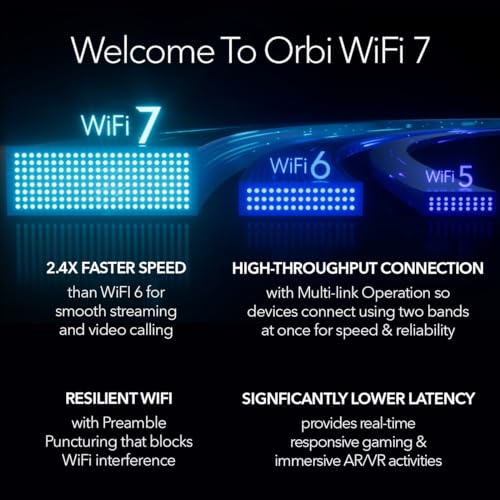 Welcome To Orbi WiFi 7
WiFi 7
WiFi 6
WiFi 5
2.4X FASTER SPEED
than WiFI 6 for
smooth streaming
and video calling
HIGH-THROUGHPUT CONNECTION
with Multi-link Operation so
devices connect using two bands
at once for speed & reliability
RESILIENT WIFI
with Preamble
Puncturing that blocks
WiFi interference
SIGNFICANTLY LOWER LATENCY
provides real-time
responsive gaming &
immersive AR/VR activities